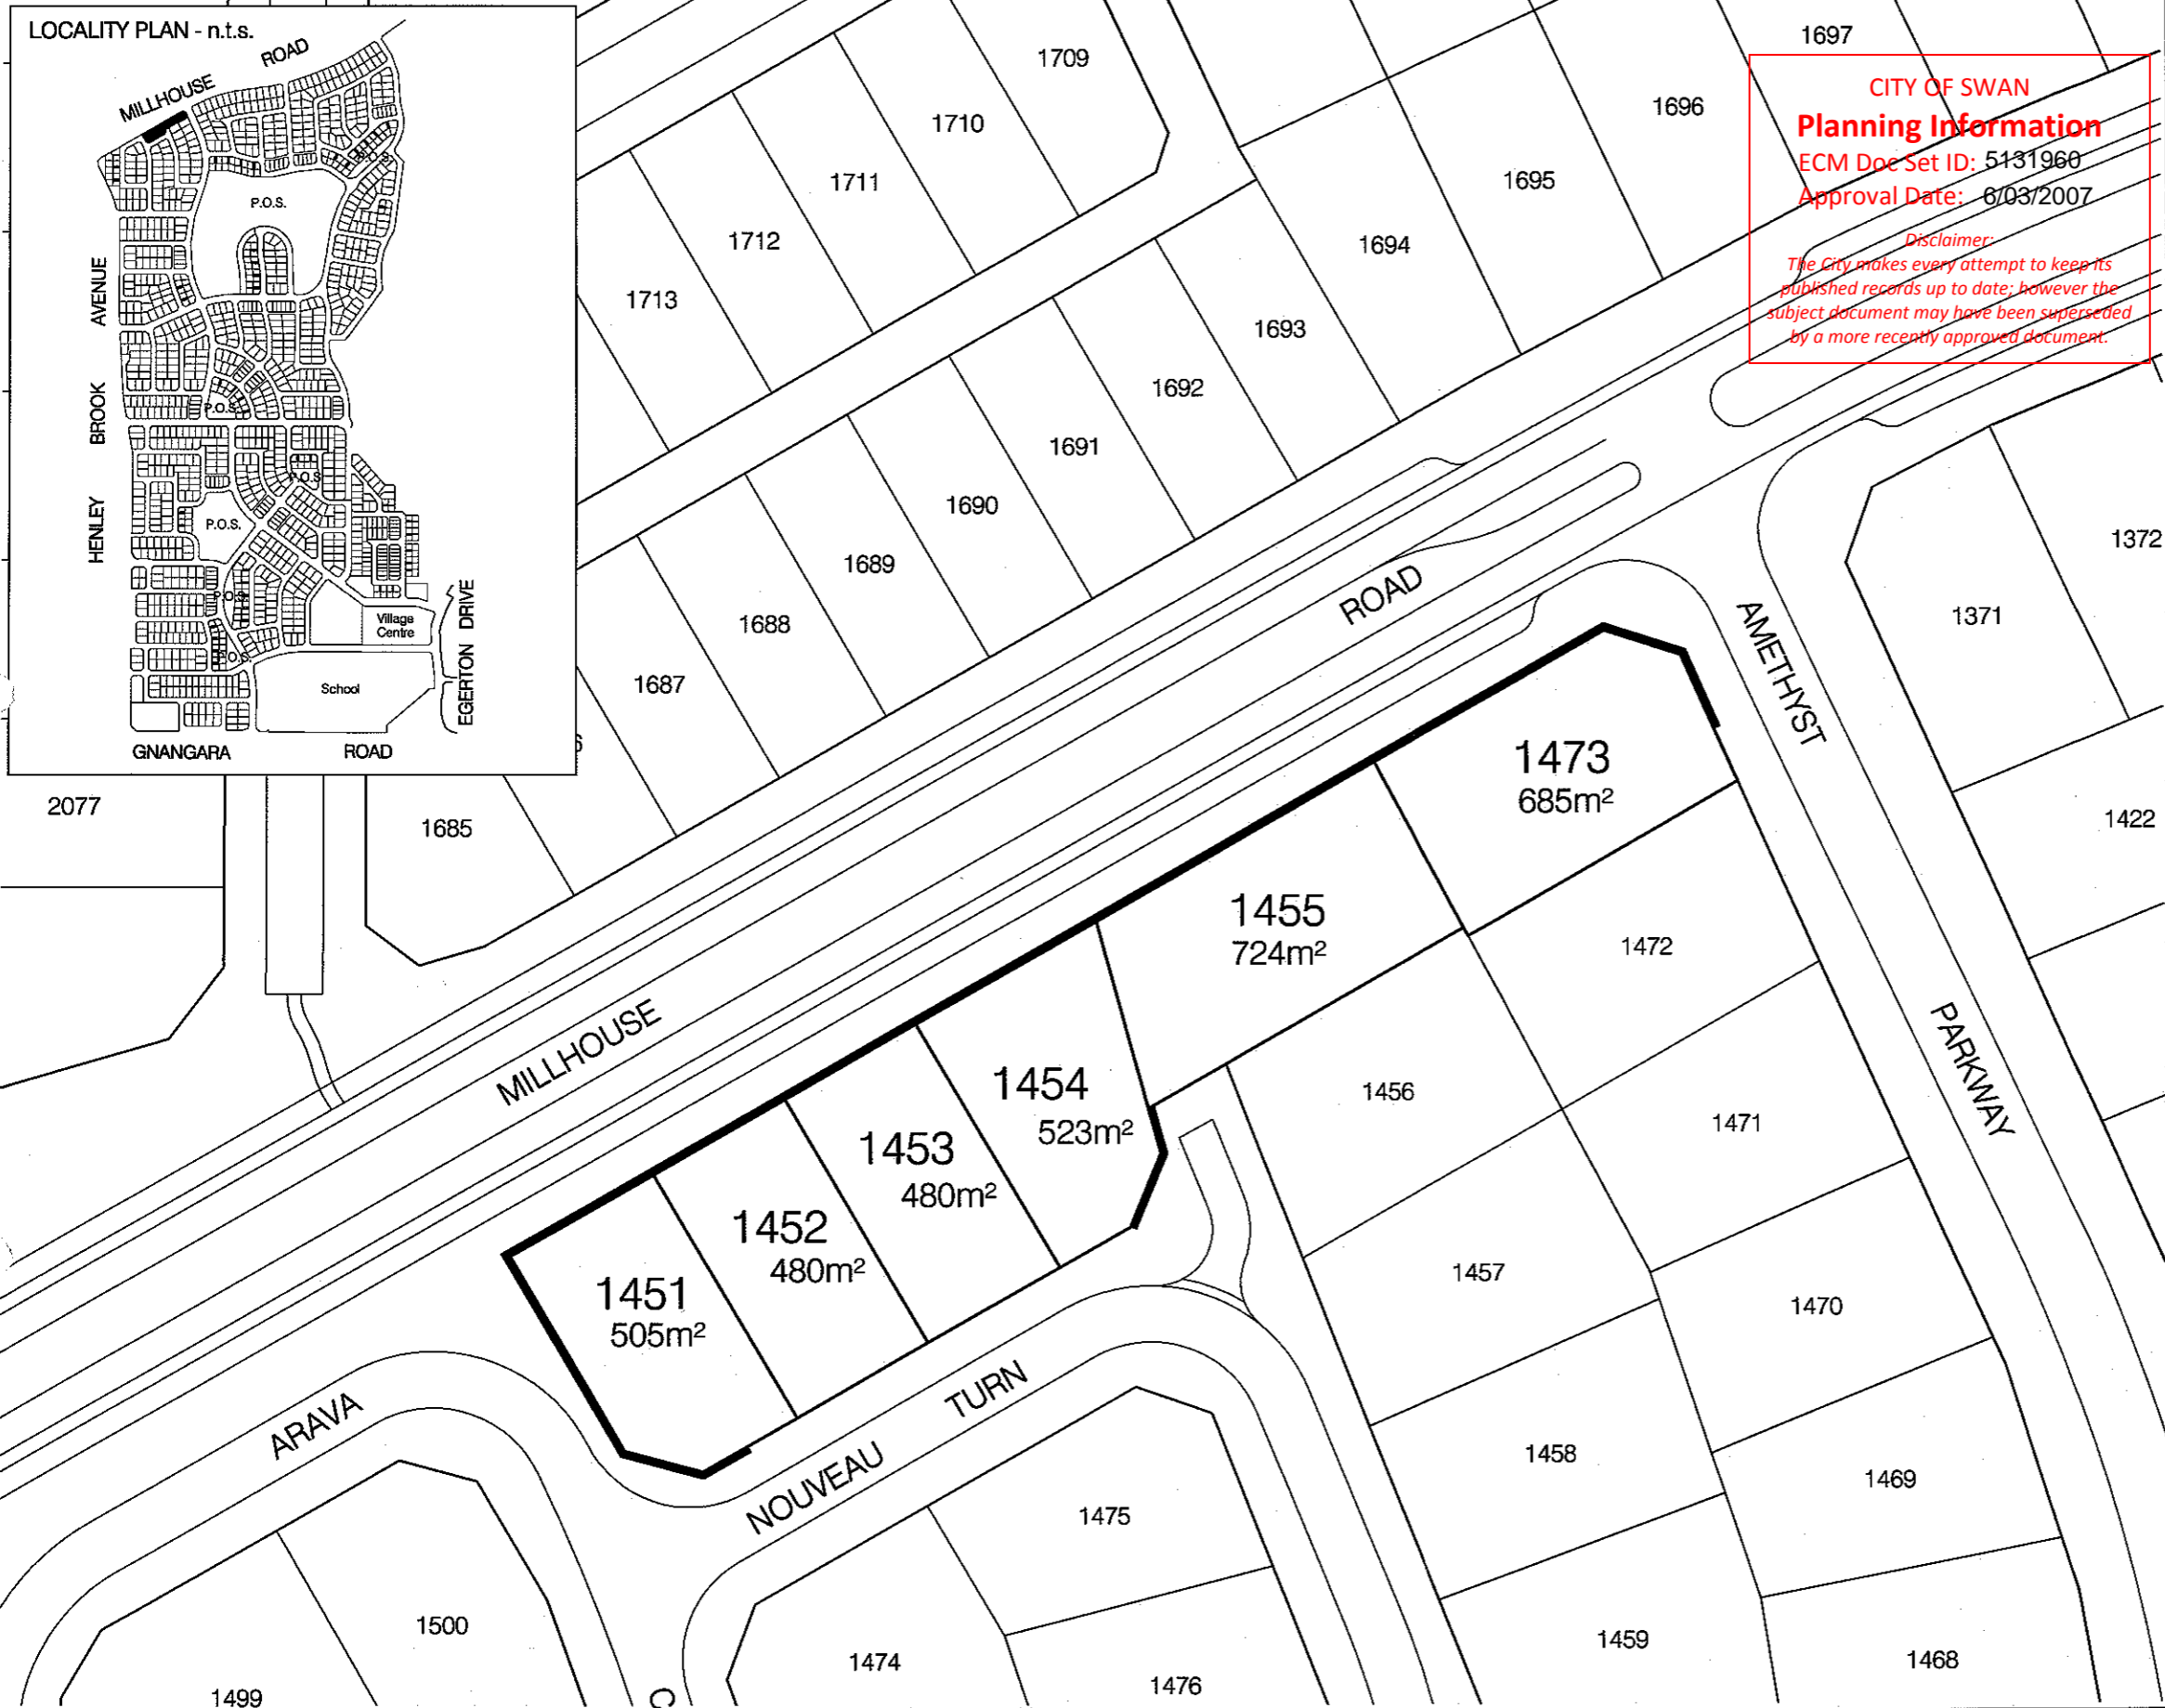 LOCALITY PLAN - n.t.s.
MILLHOUSE ROAD
P.O.S.
HENLEY BROOK AVENUE
P.O.S.
P.O.S.
P.O.S.
P.O.S.
P.O.S.
Village
Centre
School
EGERTON DRIVE
GNANGARA ROAD
CITY OF SWAN
Planning Information
ECM Doc Set ID: 5131960
Approval Date: 6/03/2007
Disclaimer:
The City makes every attempt to keep its
published records up to date; however the
subject document may have been superseded
by a more recently approved document.
1697
1709
1696
1710
1695
1711
1712
1694
1713
1693
1692
1691
1690
1689
1688
1687
1685
2077
1372
1371
1422
MILLHOUSE ROAD
AMETHYST PARKWAY
1473
685m²
1455
724m²
1472
1454
523m²
1456
1471
1453
480m²
1452
480m²
1451
505m²
1457
1470
ARAVA
NOUVEAU TURN
1458
1469
1475
1500
1474
1459
1468
1476
1499
C